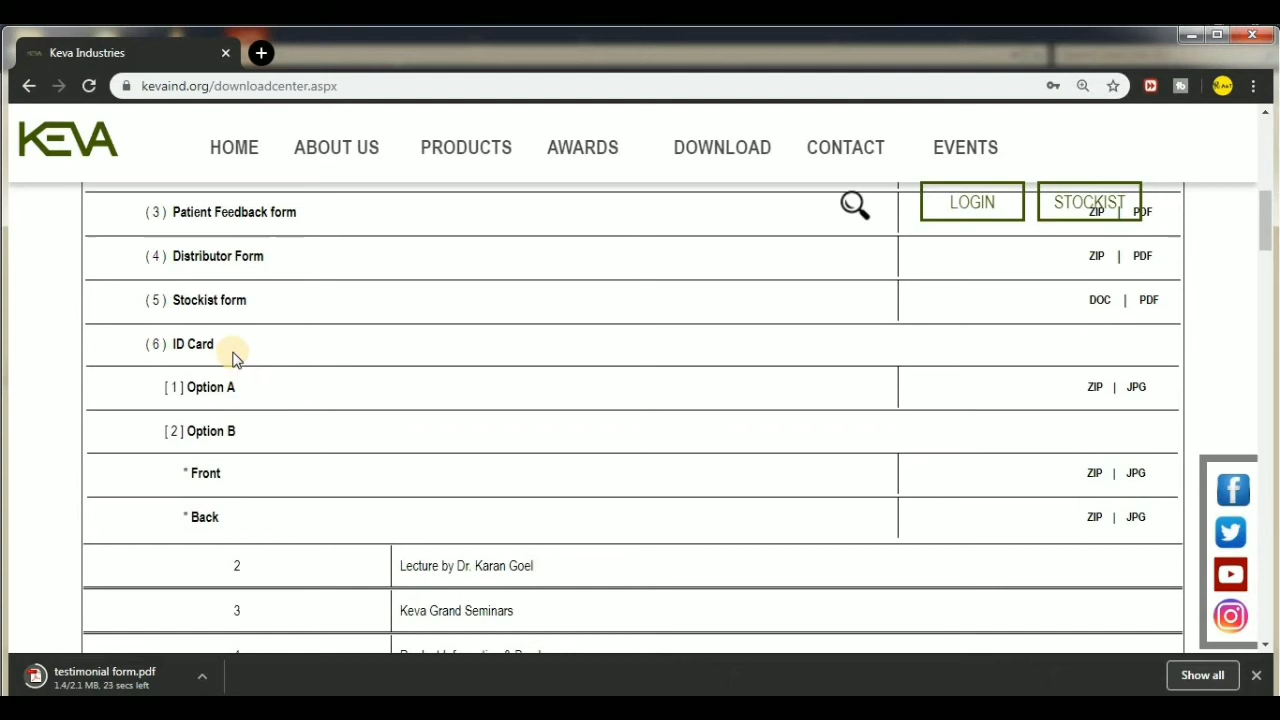 Keva Industries
kevaind.org/downloadcenter.aspx
KEVA
HOME ABOUT US PRODUCTS AWARDS DOWNLOAD CONTACT EVENTS
LOGIN STOCKIST
( 3 ) Patient Feedback form ZIP | PDF
( 4 ) Distributor Form ZIP | PDF
( 5 ) Stockist form DOC | PDF
( 6 ) ID Card
[ 1 ] Option A ZIP | JPG
[ 2 ] Option B
* Front ZIP | JPG
* Back ZIP | JPG
2 Lecture by Dr. Karan Goel
3 Keva Grand Seminars
testimonial form.pdf
1.4/2.1 MB, 23 secs left
Show all